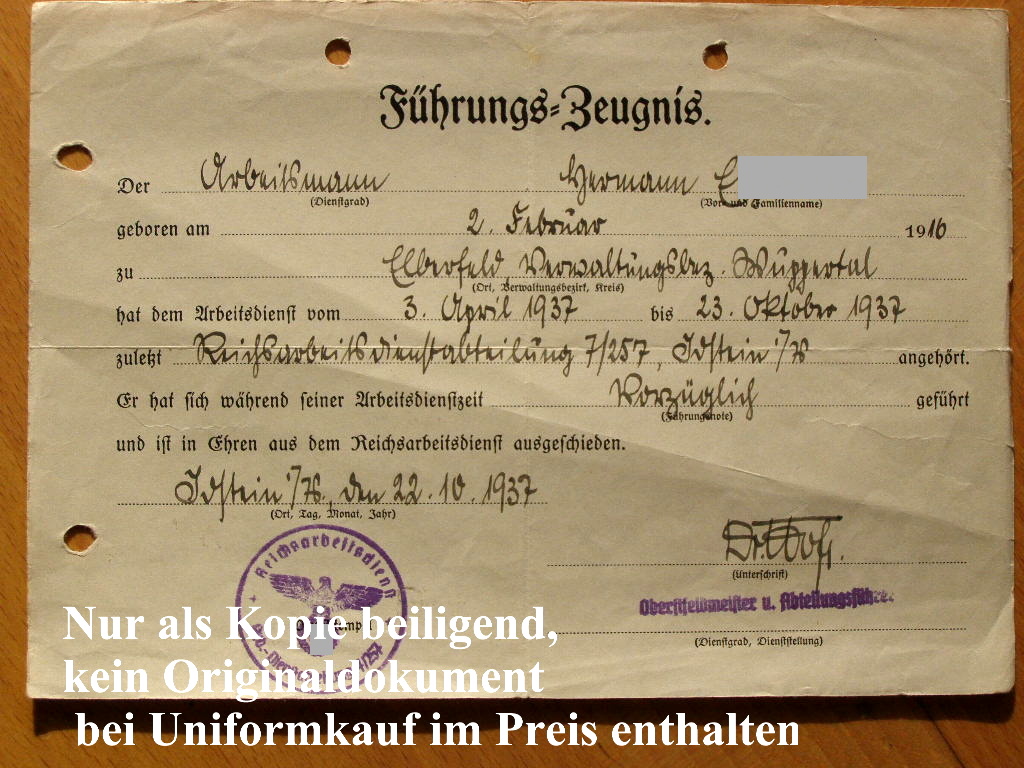 Führungs-Zeugnis.
Der Arbeitsmann Hermann E
(Dienstgrad) (Vor- und Familienname)
geboren am 2. Februar 1916
zu Elberfeld, Verwaltungsbez. Wuppertal
(Ort, Verwaltungsbezirk, Kreis)
hat dem Arbeitsdienst vom 3. April 1937 bis 23. Oktober 1937
zuletzt Reichsarbeitsdienstabteilung 7/257, Idstein i/Ts angehört.
Er hat sich während seiner Arbeitsdienstzeit Vorzüglich geführt
(Führungsnote)
und ist in Ehren aus dem Reichsarbeitsdienst ausgeschieden.
Idstein i/Ts., den 22.10.1937
(Ort, Tag, Monat, Jahr)
Reichsarbeitsdienst
(Unterschrift)
Oberstfeldmeister u. Abteilungsführer
(Dienstgrad, Dienststellung)
Nur als Kopie beiligend,
kein Originaldokument
bei Uniformkauf im Preis enthalten